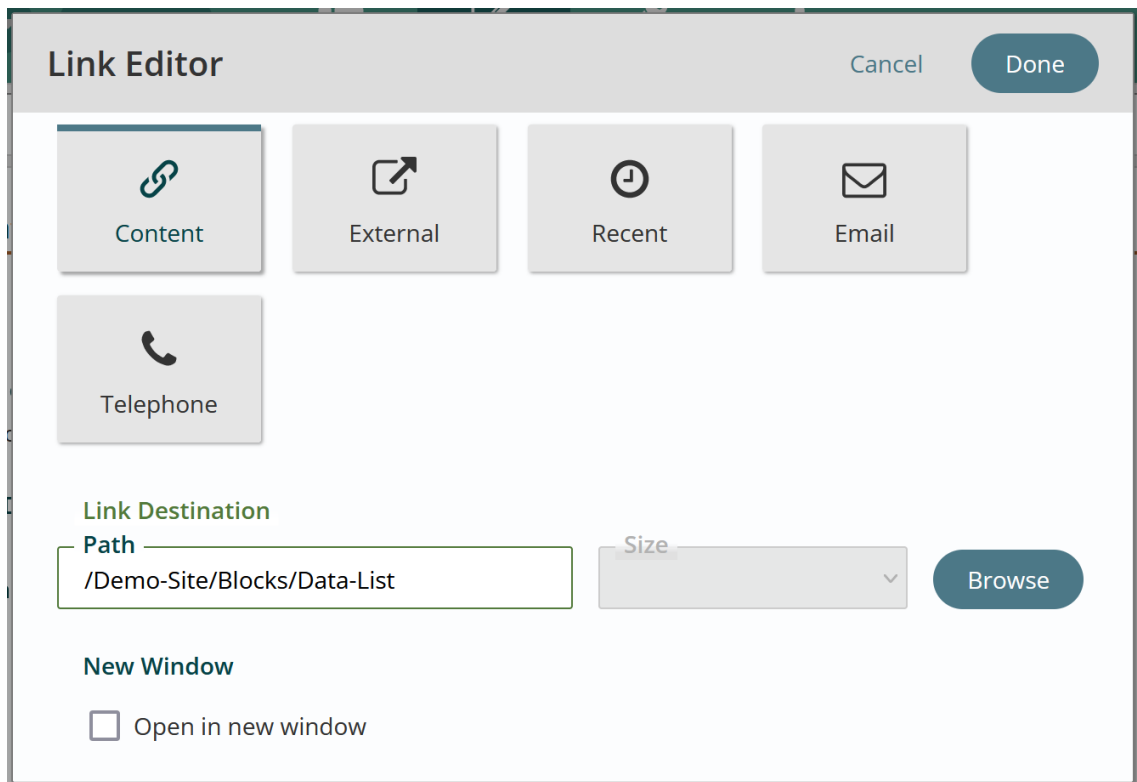 Link Editor
Cancel
Done
Content
External
Recent
Email
Telephone
Link Destination
Path
/Demo-Site/Blocks/Data-List
Size
Browse
New Window
Open in new window